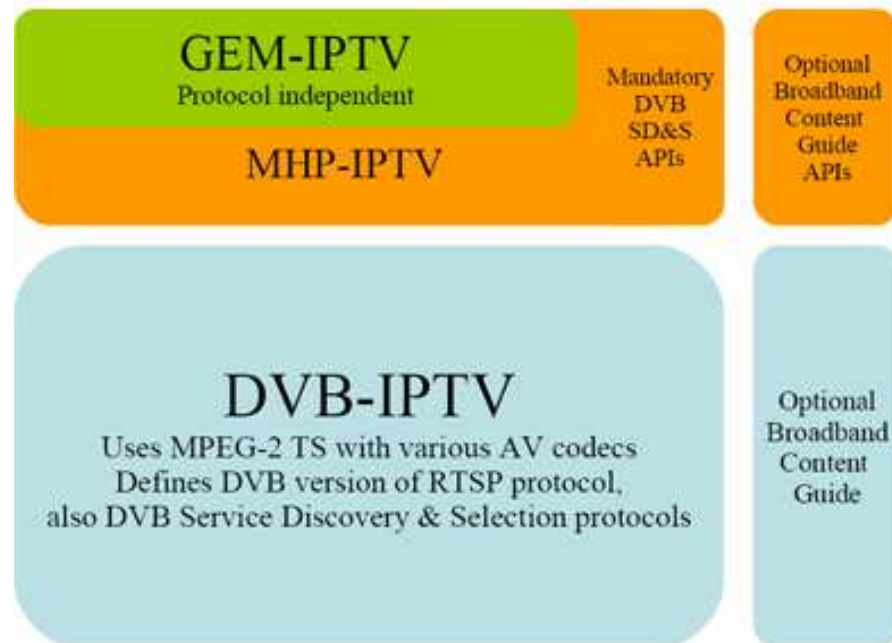 GEM-IPTV
Protocol independent
MHP-IPTV
Mandatory
DVB
SD&S
APIs
Optional
Broadband
Content
Guide
APIs
DVB-IPTV
Uses MPEG-2 TS with various AV codecs
Defines DVB version of RTSP protocol,
also DVB Service Discovery & Selection protocols
Optional
Broadband
Content
Guide